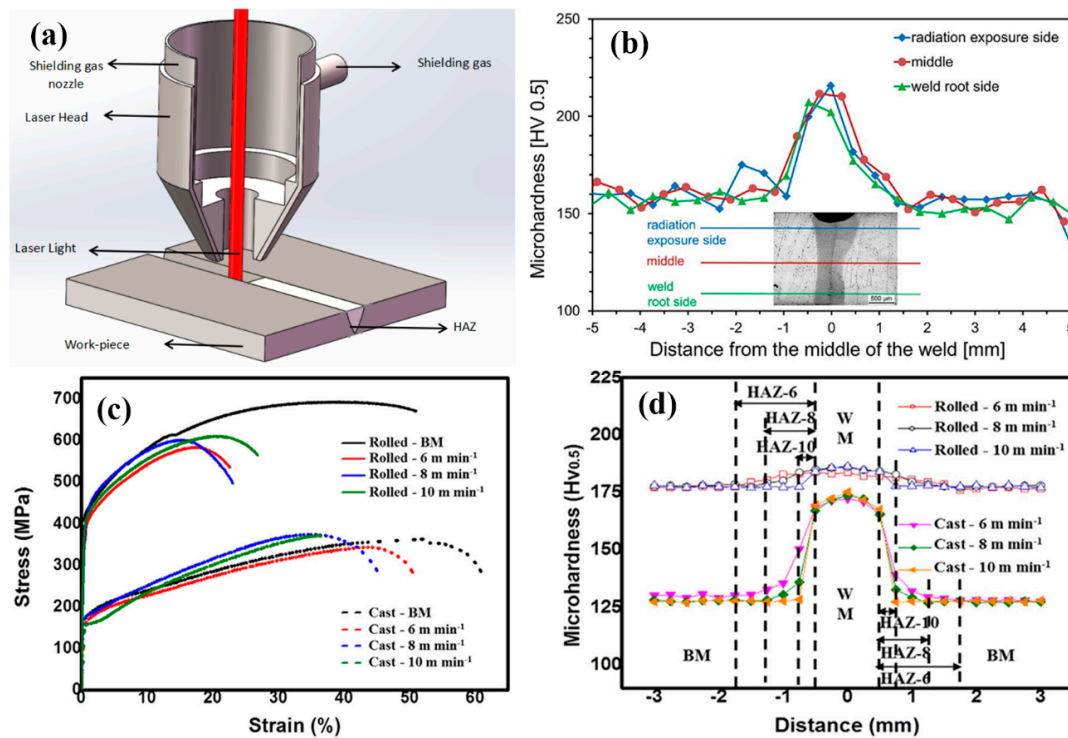 (a)
Shielding gas
nozzle
Shielding gas
Laser Head
Laser Light
HAZ
Work-piece
(b)
radiation exposure side
middle
weld root side
Microhardness [HV 0.5]
250
200
150
100
radiation
exposure side
middle
weld root
side
500 µm
-5 -4 -3 -2 -1 0 1 2 3 4 5
Distance from the middle of the weld [mm]
(c)
Stress (MPa)
700
600
500
400
300
200
100
0
Rolled - BM
Rolled - 6 m min-1
Rolled - 8 m min-1
Rolled - 10 m min-1
Cast - BM
Cast - 6 m min-1
Cast - 8 m min-1
Cast - 10 m min-1
0 10 20 30 40 50 60
Strain (%)
(d)
Microhardness (Hv0.5)
225
200
175
150
125
100
HAZ-6
HAZ-8
HAZ-10
W
M
Rolled - 6 m min-1
Rolled - 8 m min-1
Rolled - 10 m min-1
Cast - 6 m min-1
Cast - 8 m min-1
Cast - 10 m min-1
W
M
HAZ-10
HAZ-8
HAZ-6
BM
BM
-3 -2 -1 0 1 2 3
Distance (mm)